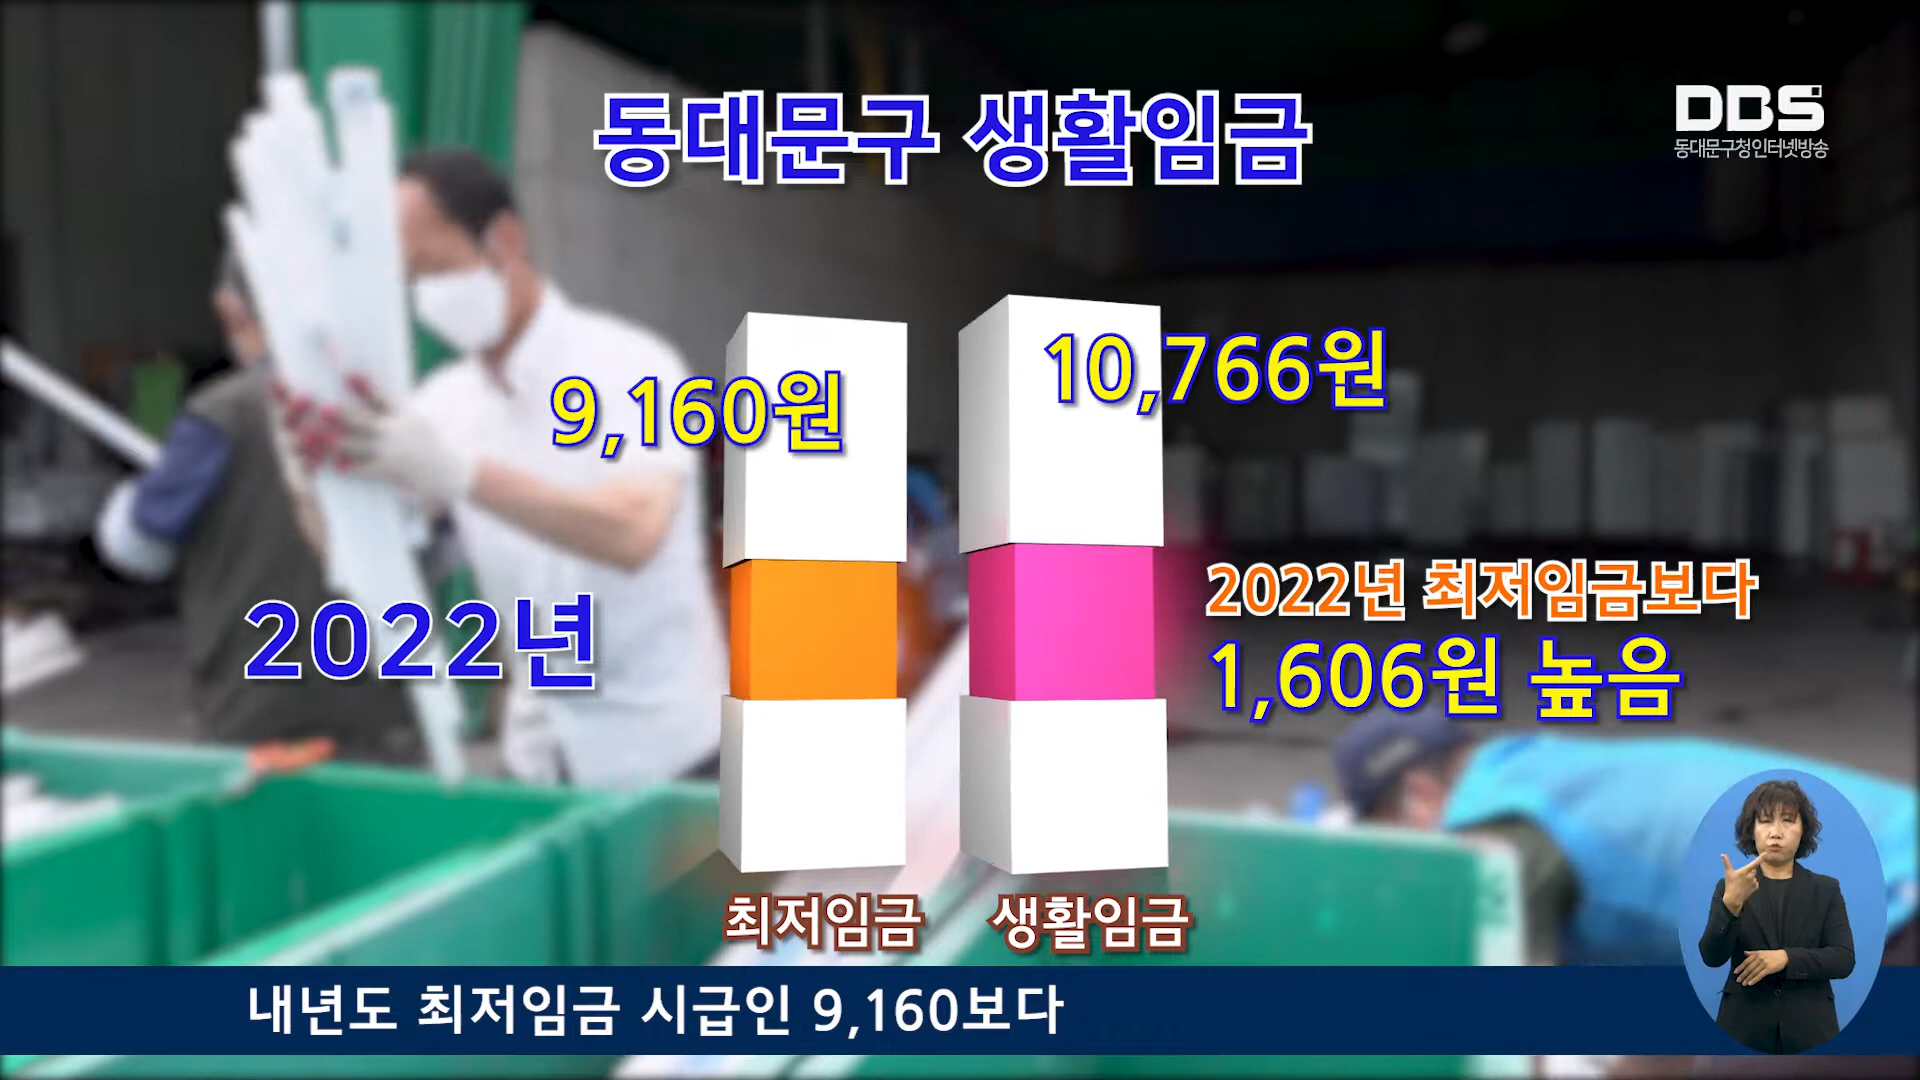 동대문구 생활임금
DBS
동대문구청인터넷방송
10,766원
9,160원
2022년 최저임금보다
2022년
1,606원 높음
최저임금
생활임금
내년도 최저임금 시급인 9,160보다